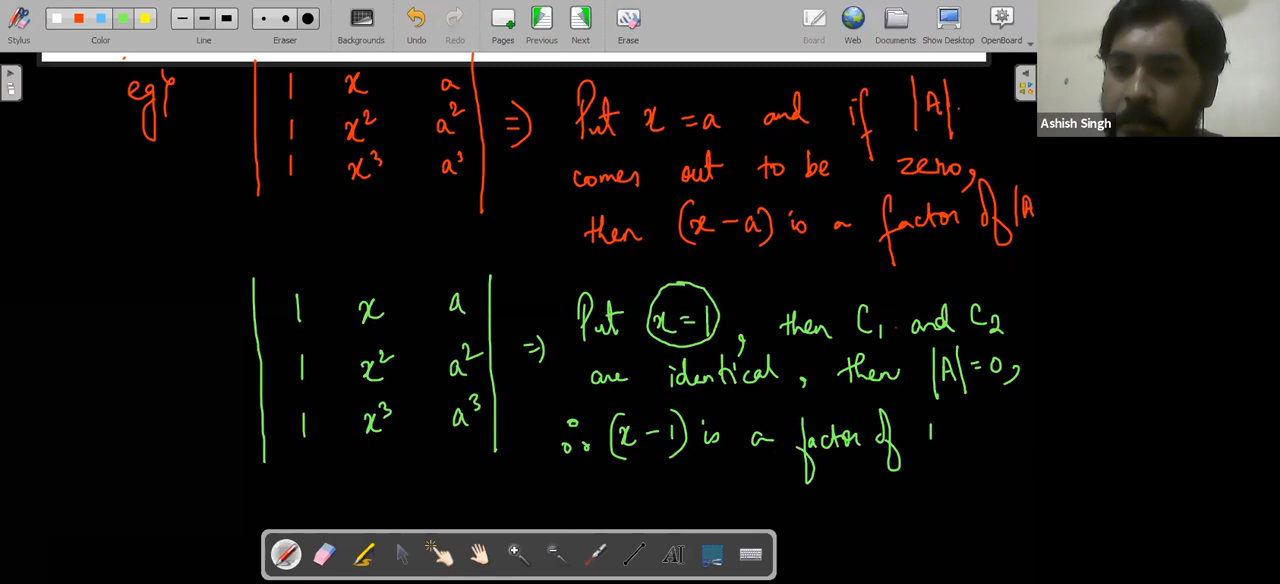 Stylus Color Line Eraser Backgrounds Undo Redo Pages Previous Next Erase Board Web Documents Show Desktop OpenBoard
Ashish Singh
eg:
1 x a
1 x² a²
1 x³ a³
=> Put x = a and if |A|
comes out to be zero,
then (x - a) is a factor of |A
1 x a
1 x² a²
1 x³ a³
=> Put x = 1, then C₁ and C₂
are identical, then |A| = 0,
∴ (x - 1) is a factor of |